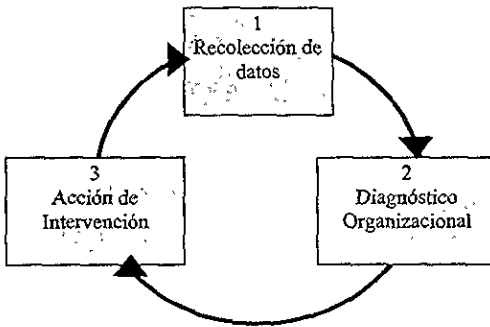 1
Recolección de
datos
2
Diagnóstico
Organizacional
3
Acción de
Intervención